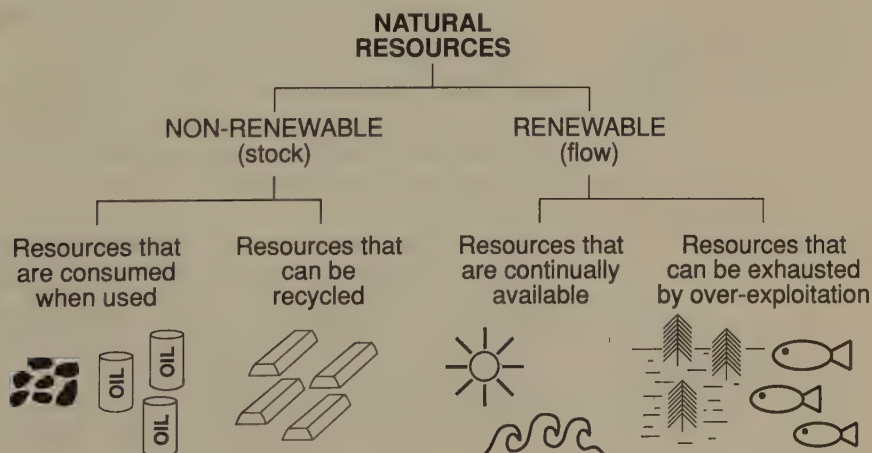 NATURAL
RESOURCES
NON-RENEWABLE
(stock)
RENEWABLE
(flow)
Resources that
are consumed
when used
Resources that
can be
recycled
Resources that
are continually
available
Resources that
can be exhausted
by over-exploitation
OIL
OIL
OIL